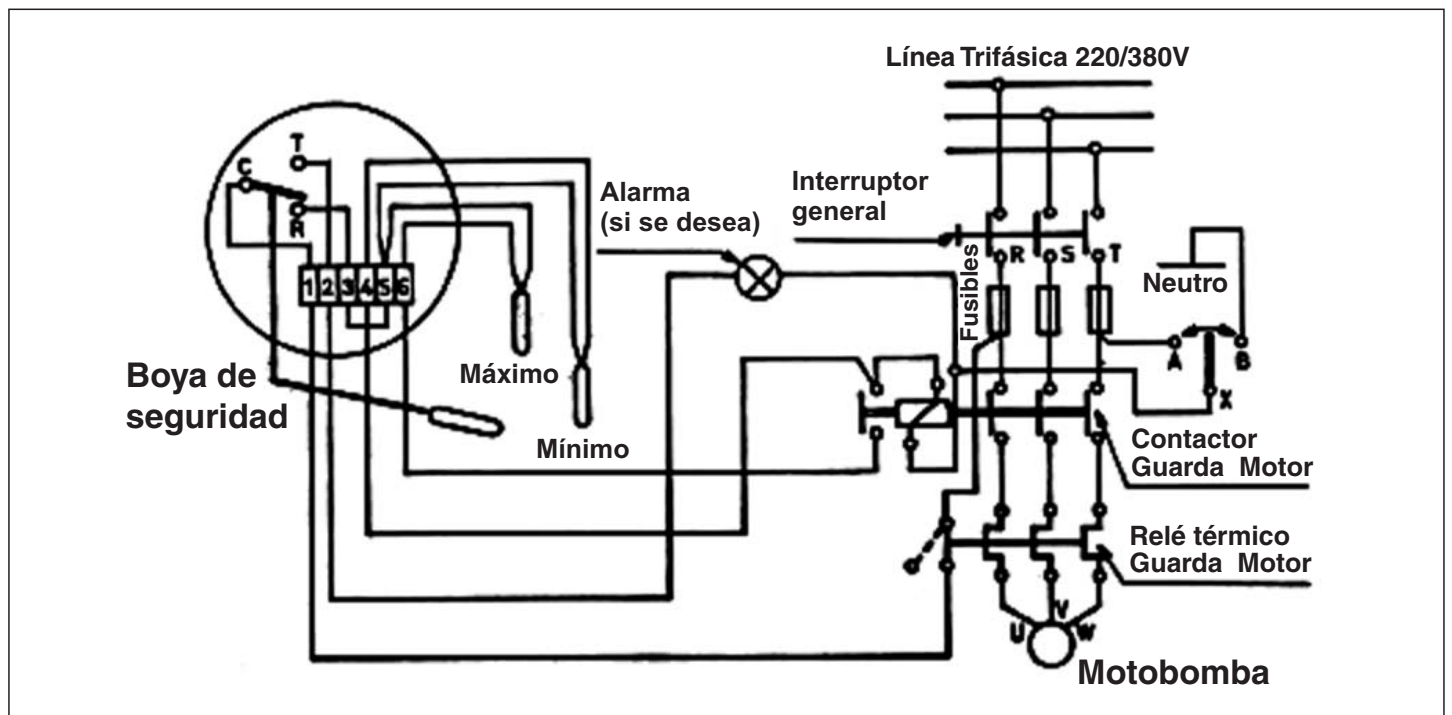 Línea Trifásica 220/380V
T
C
R
Alarma
(si se desea)
Interruptor
general
Fusibles
R
S
T
Neutro
1
2
3
4
5
6
A
B
X
Boya de
seguridad
Máximo
Mínimo
Contactor
Guarda Motor
Relé térmico
Guarda Motor
U
V
W
Motobomba